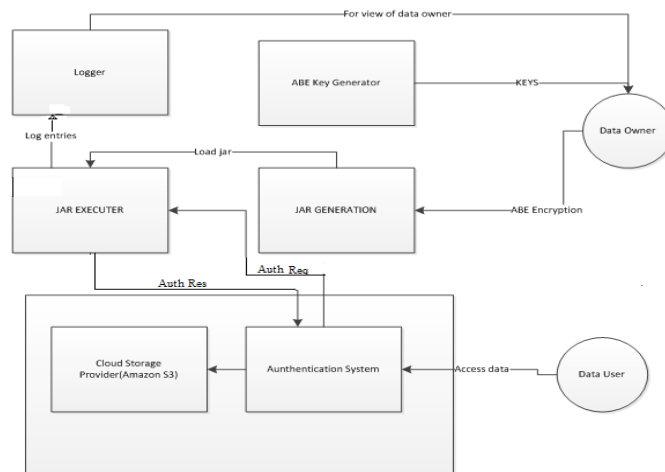 For view of data owner
Logger
ABE Key Generator
KEYS
Data Owner
Log entries
Load jar
JAR EXECUTER
JAR GENERATION
ABE Encryption
Auth Req
Auth Res
Cloud Storage
Provider(Amazon S3)
Aunthentication System
Access data
Data User